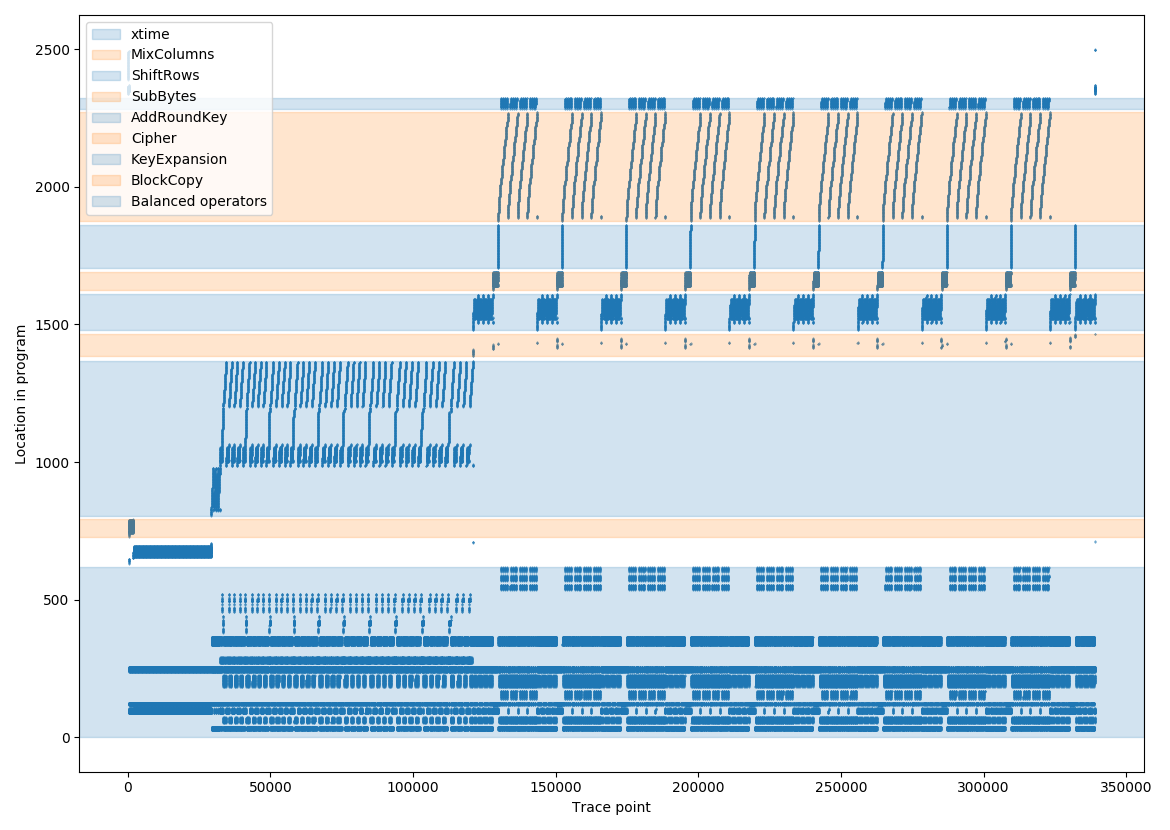 2500
2000
1500
1000
500
0
Location in program
xtime
MixColumns
ShiftRows
SubBytes
AddRoundKey
Cipher
KeyExpansion
BlockCopy
Balanced operators
0 50000 100000 150000 200000 250000 300000 350000
Trace point